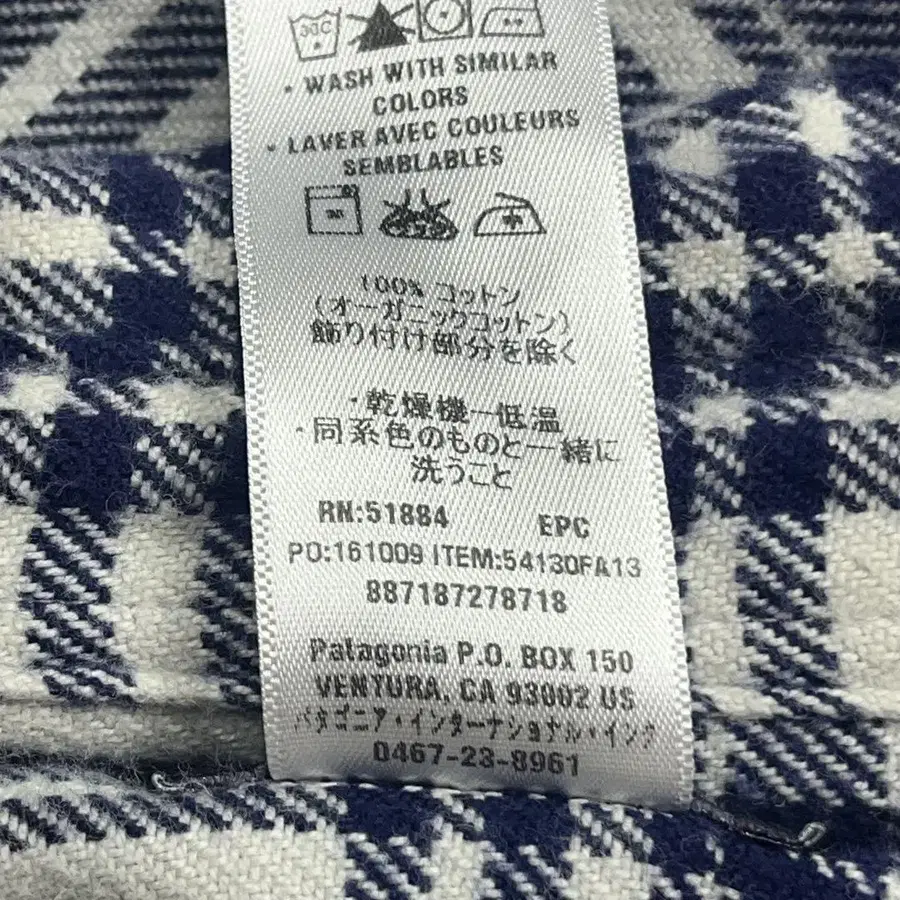 • WASH WITH SIMILAR
COLORS
• LAVER AVEC COULEURS
SEMBLABLES
100% コットン
(オーガニックコットン)
飾り付け部分を除く
・乾燥機一低温
・同系色のものと一緒に
洗うこと
RN:51884 EPC
PO:161009 ITEM:54130FA13
887187278718
Patagonia P.O. BOX 150
VENTURA, CA 93002 US
パタゴニア・インターナショナル・インク
0467-23-8961